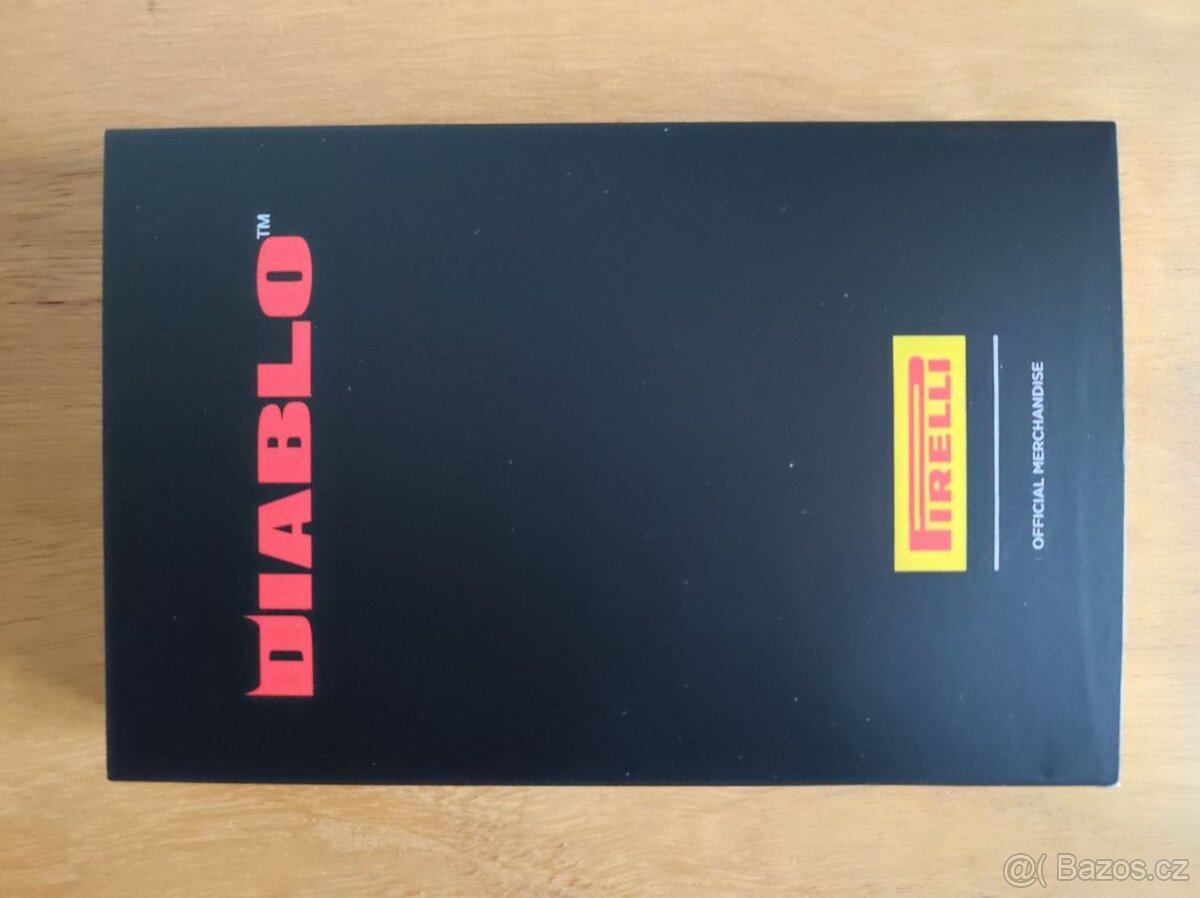 DIABLO™
PIRELLI
OFFICIAL MERCHANDISE
@( Bazos.cz